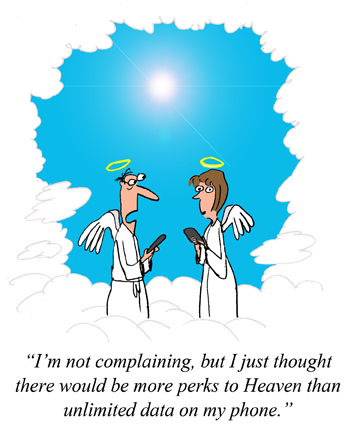 “I’m not complaining, but I just thought
there would be more perks to Heaven than
unlimited data on my phone.”